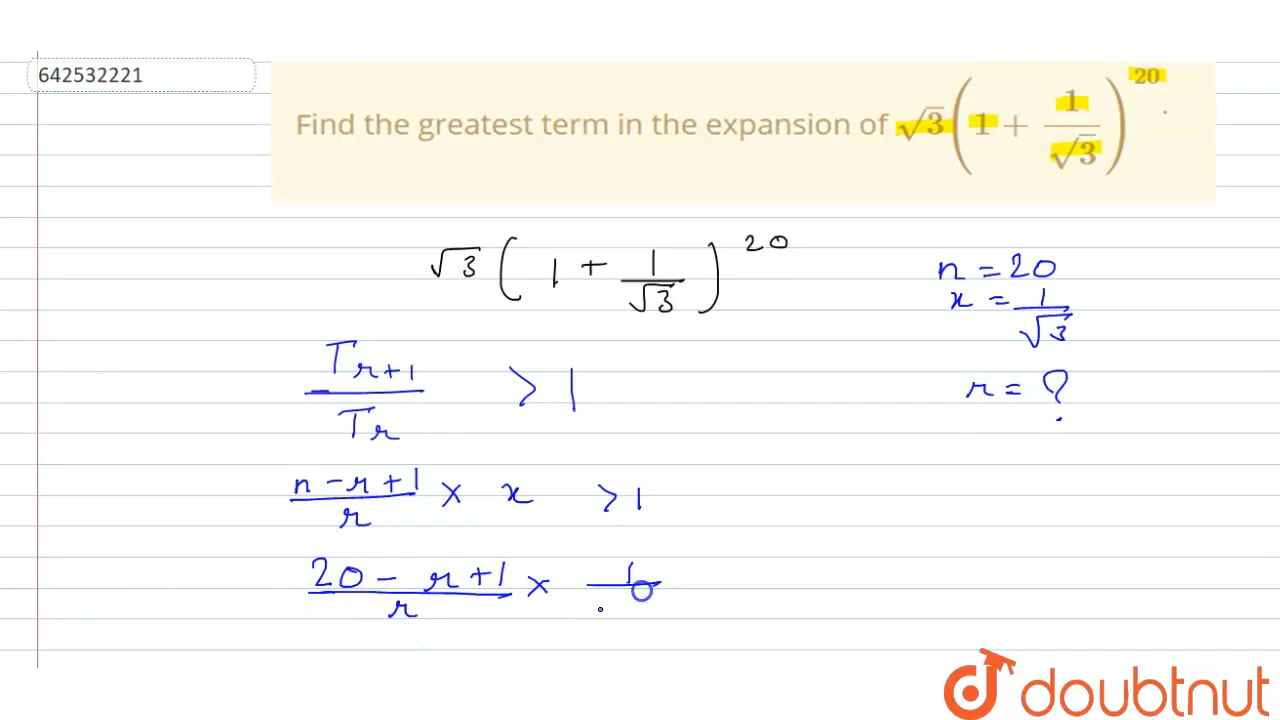 642532221
Find the greatest term in the expansion of √3(1 + 1/√3)^20.
√3 (1 + 1/√3)^20
n = 20
x = 1/√3
T_{r+1}/T_r > 1
r = ?
(n - r + 1)/r × x > 1
(20 - r + 1)/r × 1/
doubtnut